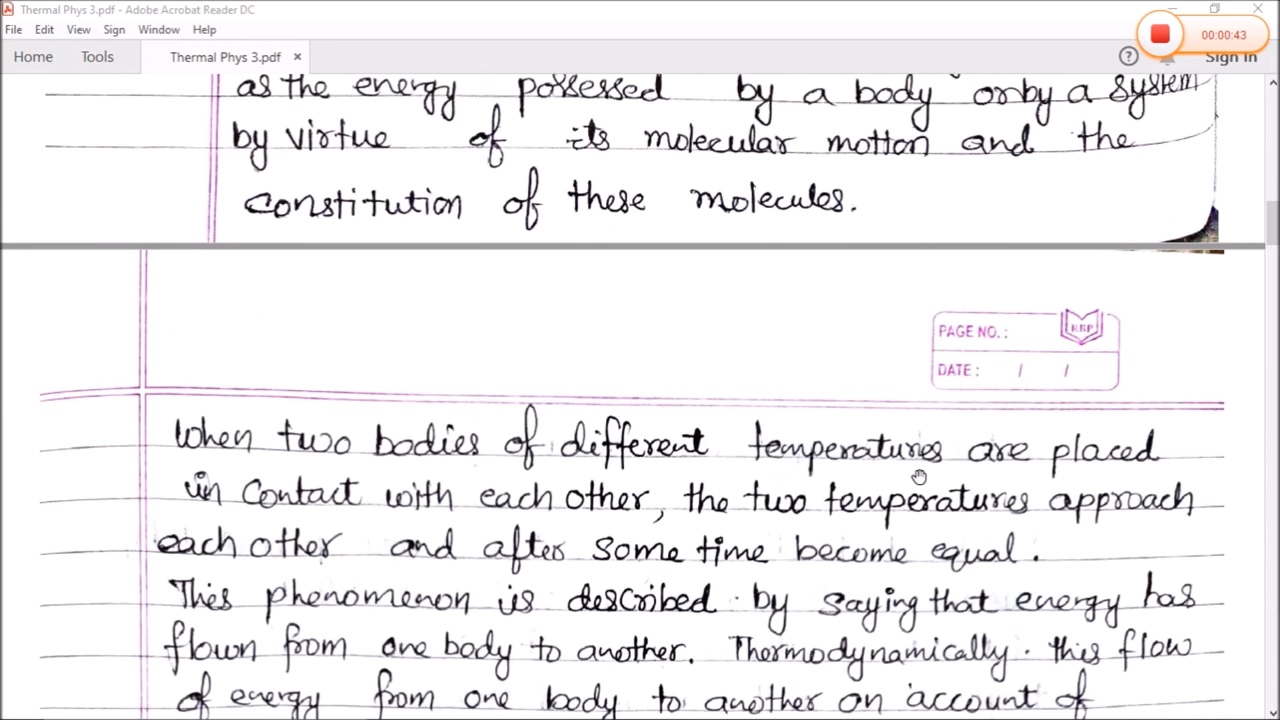 Thermal Phys 3.pdf - Adobe Acrobat Reader DC
File Edit View Sign Window Help
00:00:43
Home Tools Thermal Phys 3.pdf × ? Sign In
as the energy possessed by a body or by a system
by virtue of its molecular motion and the
constitution of these molecules.
PAGE NO.: RBP
DATE: / /
When two bodies of different temperatures are placed
in Contact with each other, the two temperatures approach
each other and after some time become equal.
This phenomenon is described by saying that energy has
flown from one body to another. Thermodynamically. this flow
of energy from one body to another on account of